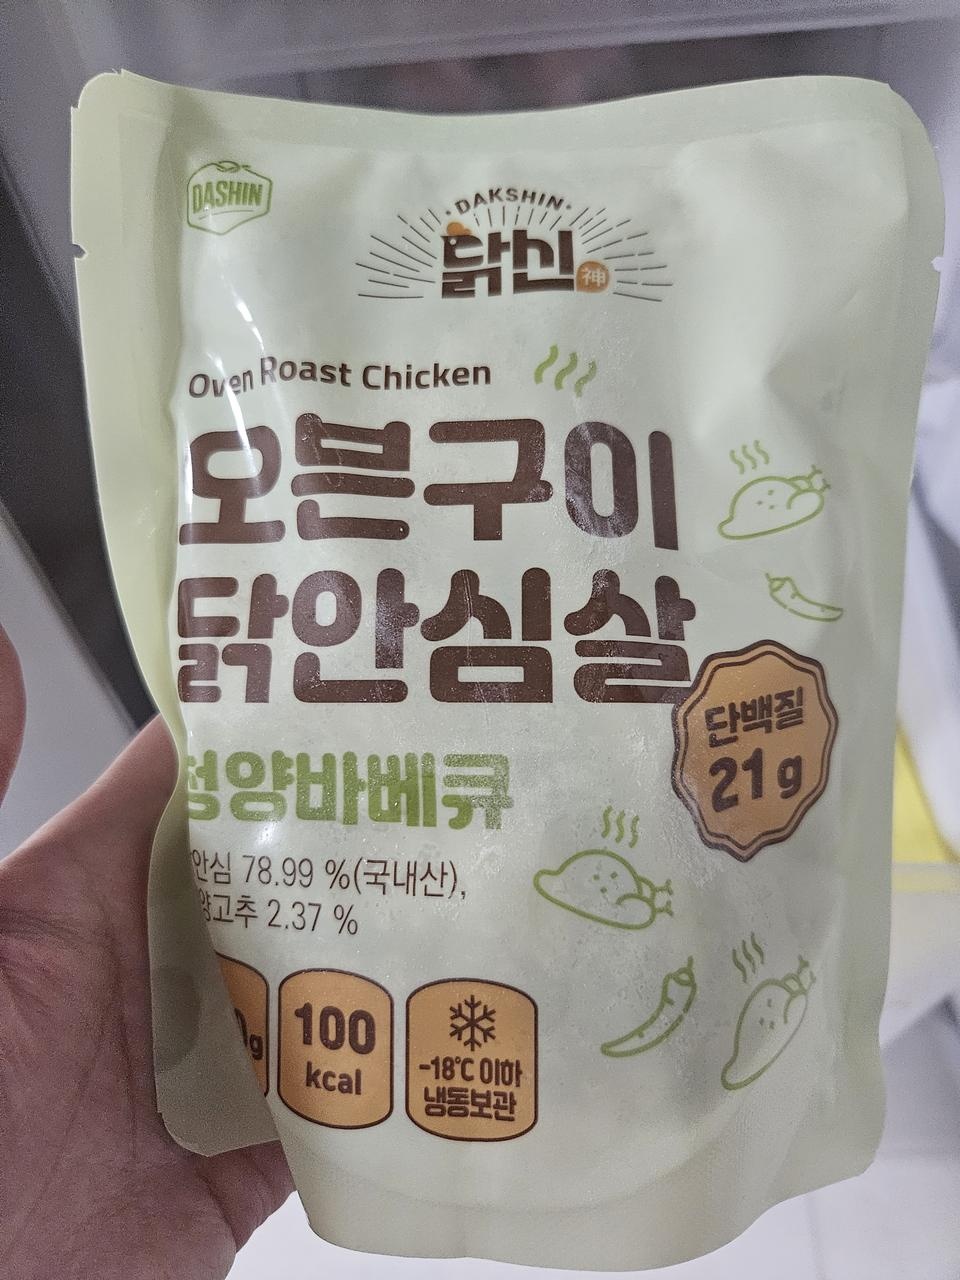 DASHIN
DAKSHIN
닭신 神
Oven Roast Chicken
오븐구이
닭안심살
청양바베큐
단백질
21g
안심 78.99 %(국내산),
양고추 2.37 %
0g
100
kcal
-18℃ 이하
냉동보관